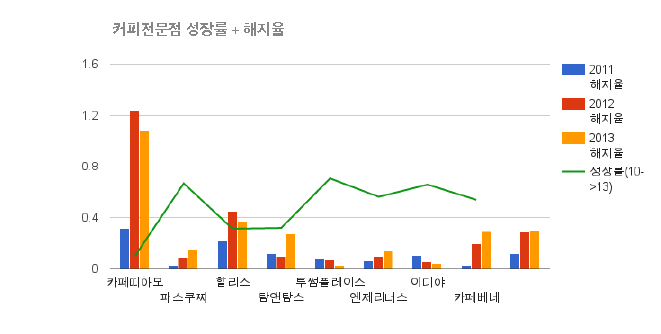 커피전문점 성장률 + 해지율
1.6
1.2
0.8
0.4
0
2011
해지율
2012
해지율
2013
해지율
성장률(10-
>13)
카페띠아모
할리스
투썸플레이스
이디야
파스쿠찌
탐앤탐스
엔제리너스
카페베네